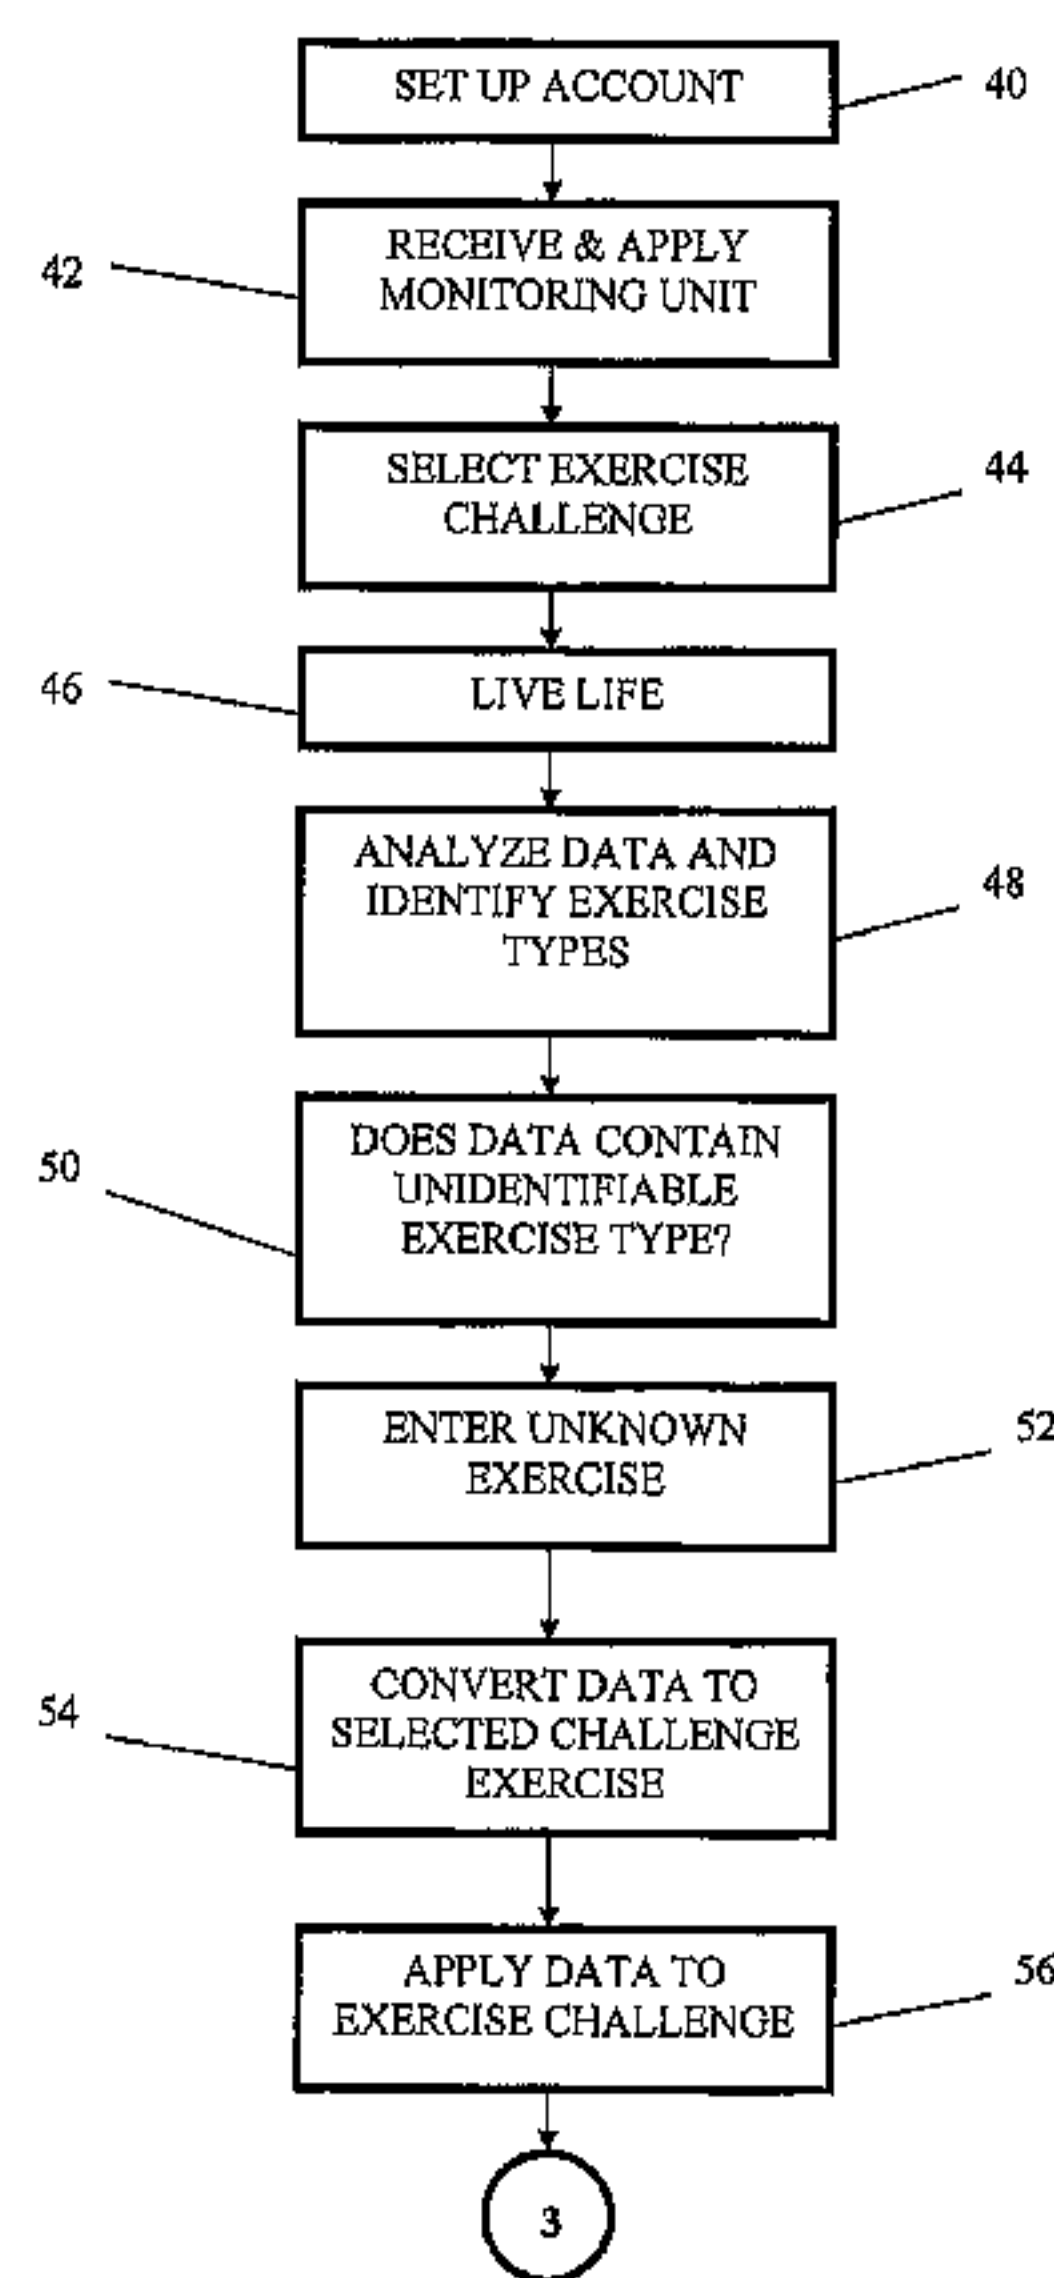 SET UP ACCOUNT
40
RECEIVE & APPLY
MONITORING UNIT
42
SELECT EXERCISE
CHALLENGE
44
LIVE LIFE
46
ANALYZE DATA AND
IDENTIFY EXERCISE
TYPES
48
DOES DATA CONTAIN
UNIDENTIFIABLE
EXERCISE TYPE?
50
ENTER UNKNOWN
EXERCISE
52
CONVERT DATA TO
SELECTED CHALLENGE
EXERCISE
54
APPLY DATA TO
EXERCISE CHALLENGE
56
3